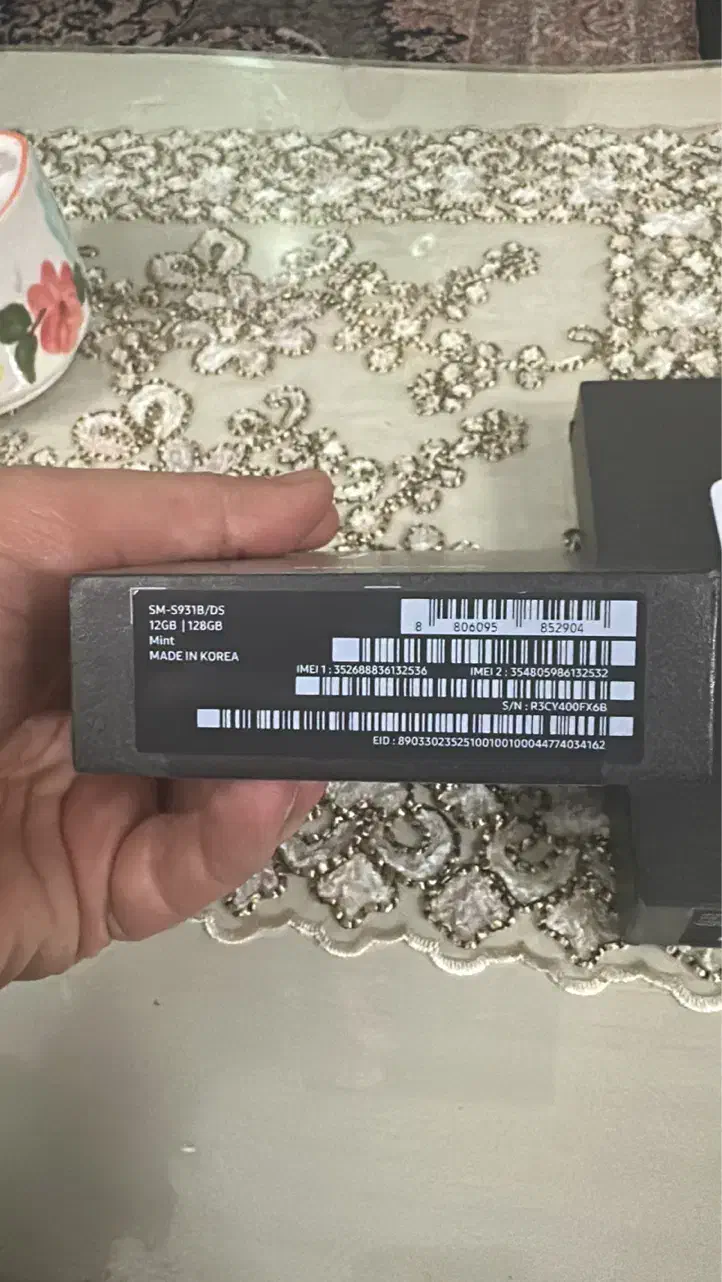 SM-S931B/DS
12GB | 128GB
Mint
MADE IN KOREA
8 806095 852904
IMEI 1 : 352688836132536 IMEI 2 : 354805986132532
S/N : R3CY400FX6B
EID : 89033023525100100100044774034162